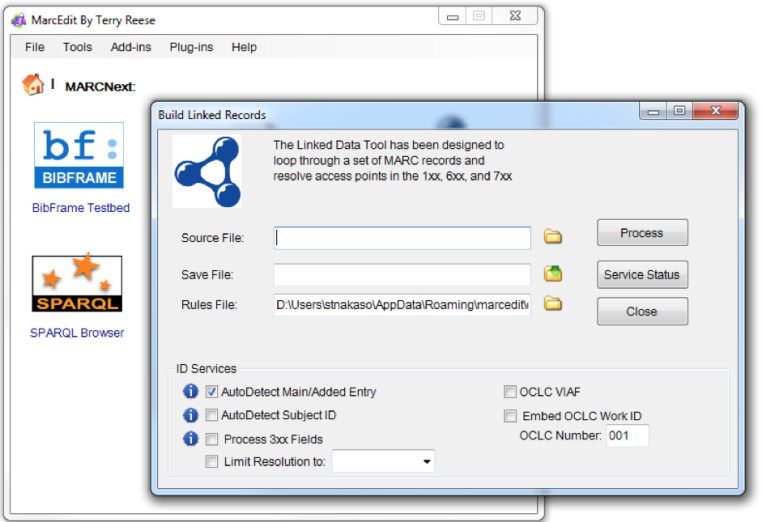 MarcEdit By Terry Reese
File Tools Add-ins Plug-ins Help
MARCNext:
bf:
BIBFRAME
BibFrame Testbed
SPARQL
SPARQL Browser
Build Linked Records
The Linked Data Tool has been designed to
loop through a set of MARC records and
resolve access points in the 1xx, 6xx, and 7xx
Source File:
Process
Save File:
Service Status
Rules File: D:\Users\stnakaso\AppData\Roaming\marcedit\
Close
ID Services
AutoDetect Main/Added Entry
OCLC VIAF
AutoDetect Subject ID
Embed OCLC Work ID
Process 3xx Fields
OCLC Number: 001
Limit Resolution to: